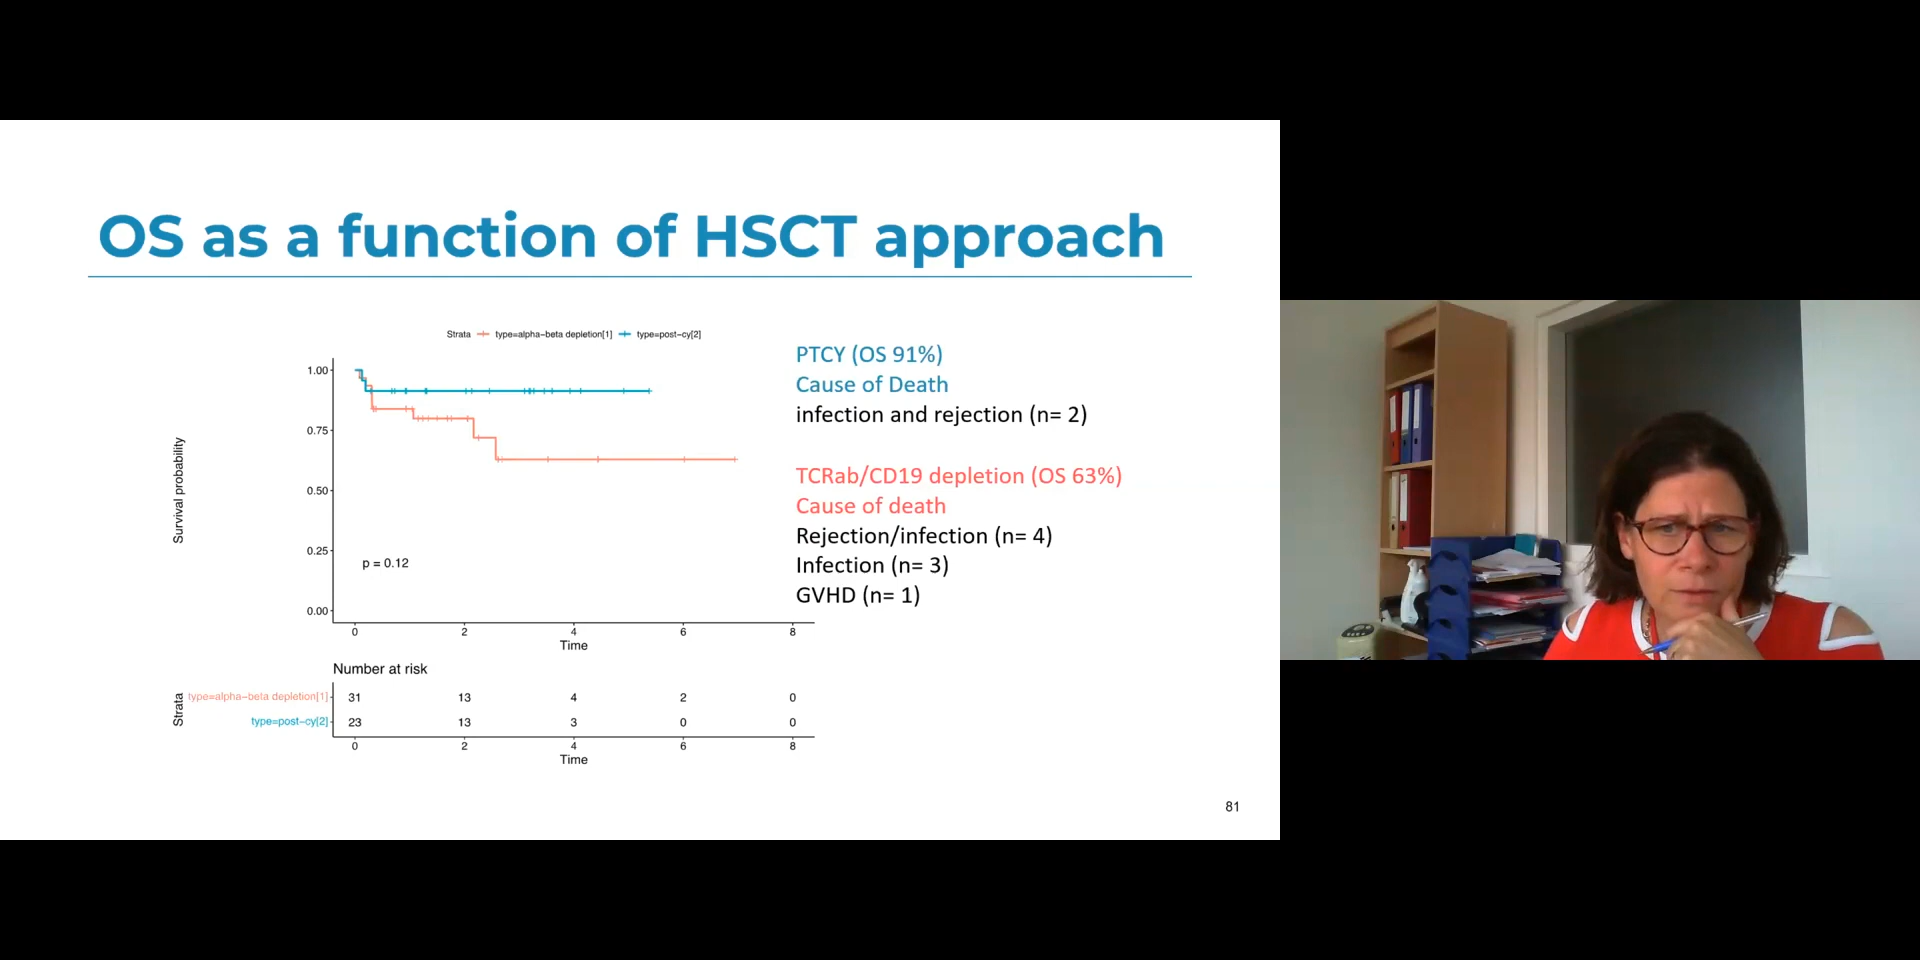 OS as a function of HSCT approach
Strata type=alpha-beta depletion[1] type=post-cy[2]
1.00
0.75
0.50
0.25
0.00
Survival probability
p = 0.12
0 2 4 6 8
Time
PTCY (OS 91%)
Cause of Death
infection and rejection (n= 2)
TCRab/CD19 depletion (OS 63%)
Cause of death
Rejection/infection (n= 4)
Infection (n= 3)
GVHD (n= 1)
Number at risk
Strata
type=alpha-beta depletion[1] 31 13 4 2 0
type=post-cy[2] 23 13 3 0 0
0 2 4 6 8
Time
81